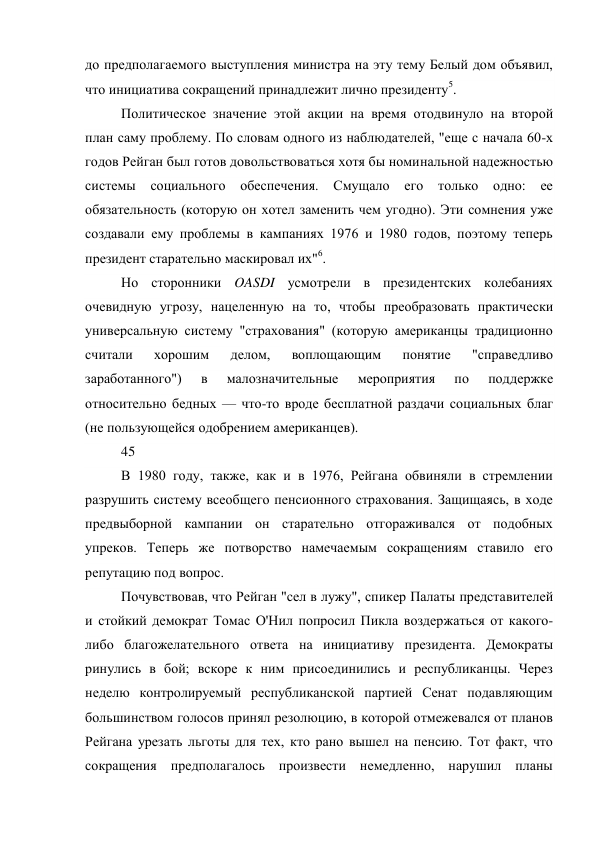 до предполагаемого выступления министра на эту тему Белый дом объявил,
что инициатива сокращений принадлежит лично президенту5.
Политическое значение этой акции на время отодвинуло на второй
план саму проблему. По словам одного из наблюдателей, "еще с начала 60-х
годов Рейган был готов довольствоваться хотя бы номинальной надежностью
системы социального обеспечения. Смущало его только одно: ее
обязательность (которую он хотел заменить чем угодно). Эти сомнения уже
создавали ему проблемы в кампаниях 1976 и 1980 годов, поэтому теперь
президент старательно маскировал их"6.
Но сторонники OASDI усмотрели в президентских колебаниях
очевидную угрозу, нацеленную на то, чтобы преобразовать практически
универсальную систему "страхования" (которую американцы традиционно
считали хорошим делом, воплощающим понятие "справедливо
заработанного") в малозначительные мероприятия по поддержке
относительно бедных — что-то вроде бесплатной раздачи социальных благ
(не пользующейся одобрением американцев).
45
В 1980 году, также, как и в 1976, Рейгана обвиняли в стремлении
разрушить систему всеобщего пенсионного страхования. Защищаясь, в ходе
предвыборной кампании он старательно отгораживался от подобных
упреков. Теперь же потворство намечаемым сокращениям ставило его
репутацию под вопрос.
Почувствовав, что Рейган "сел в лужу", спикер Палаты представителей
и стойкий демократ Томас О'Нил попросил Пикла воздержаться от какого-
либо благожелательного ответа на инициативу президента. Демократы
ринулись в бой; вскоре к ним присоединились и республиканцы. Через
неделю контролируемый республиканской партией Сенат подавляющим
большинством голосов принял резолюцию, в которой отмежевался от планов
Рейгана урезать льготы для тех, кто рано вышел на пенсию. Тот факт, что
сокращения предполагалось произвести немедленно, нарушил планы